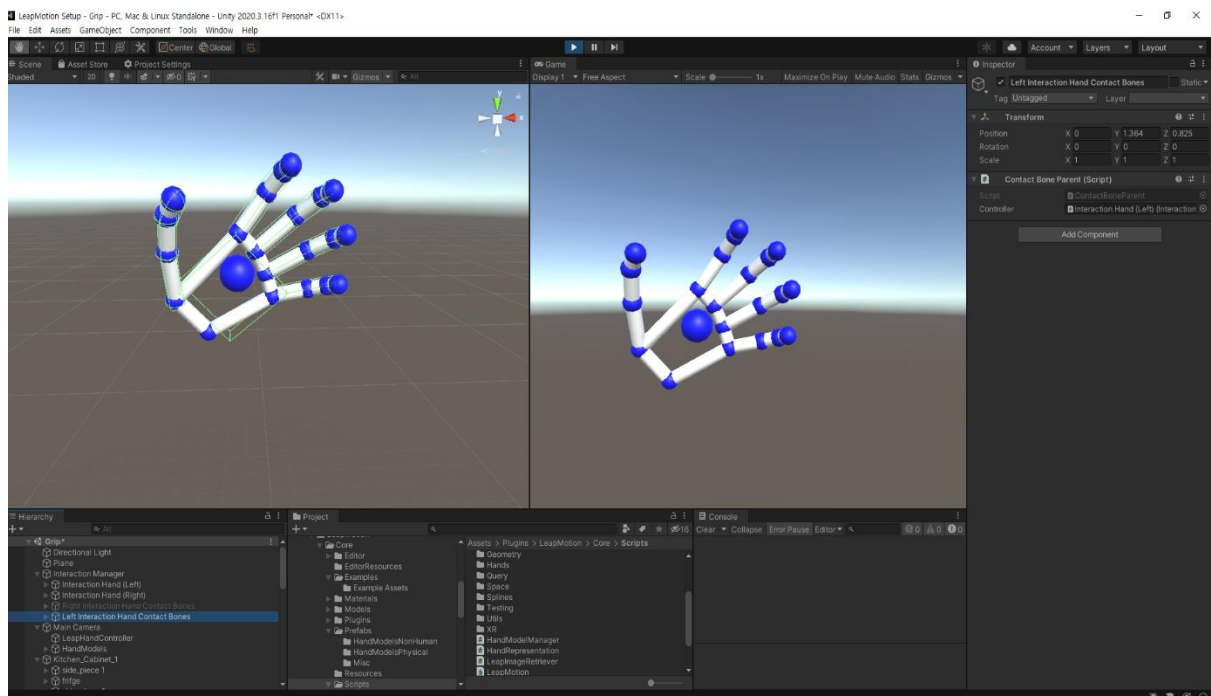 LeapMotion Setup - Grip - PC, Mac & Linux Standalone - Unity 2020.3.16f1 Personal* <DX11>
File Edit Assets GameObject Component Tools Window Help
Center Global
Account Layers Layout
Scene Asset Store Project Settings
Shaded 2D 0 Gizmos All
Game
Display 1 Free Aspect Scale 1x Maximize On Play Mute Audio Stats Gizmos
Inspector
Left Interaction Hand Contact Bones Static
Tag Untagged Layer
Transform
Position X 0 Y 1.364 Z 0.825
Rotation X 0 Y 0 Z 0
Scale X 1 Y 1 Z 1
Contact Bone Parent (Script)
Script ContactBoneParent
Controller Interaction Hand (Left) (Interaction
Add Component
y
x
Hierarchy
All
Grip*
Directional Light
Plane
Interaction Manager
Interaction Hand (Left)
Interaction Hand (Right)
Right Interaction Hand Contact Bones
Left Interaction Hand Contact Bones
Main Camera
LeapHandController
HandModels
Kitchen_Cabinet_1
side_piece 1
frifge
Project
16
Core
Editor
EditorResources
Examples
Example Assets
Materials
Models
Plugins
Prefabs
HandModelsNonHuman
HandModelsPhysical
Misc
Resources
Scripts
Assets > Plugins > LeapMotion > Core > Scripts
Geometry
Hands
Query
Space
Splines
Testing
Utils
XR
HandModelManager
HandRepresentation
LeapImageRetriever
LeapMotion
Console
Clear Collapse Error Pause Editor
0 0 0